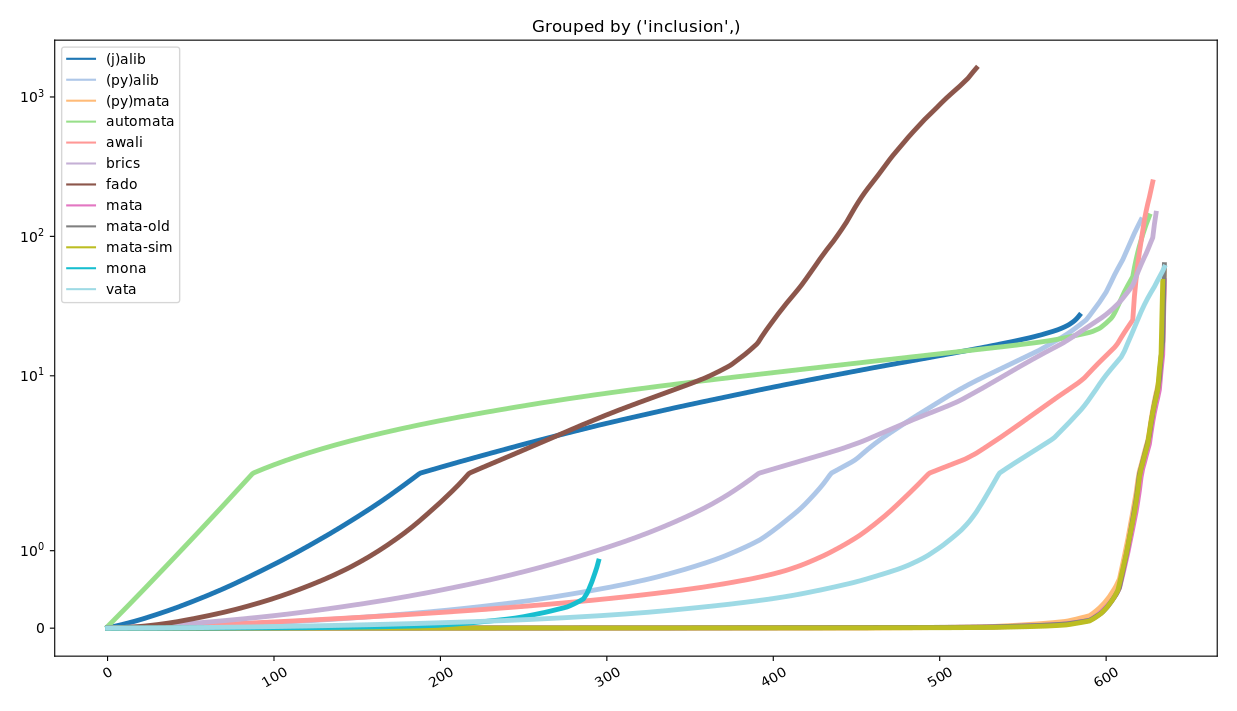 Grouped by ('inclusion',)
(j)alib
(py)alib
(py)mata
automata
awali
brics
fado
mata
mata-old
mata-sim
mona
vata
10³
10²
10¹
10⁰
0
0
100
200
300
400
500
600